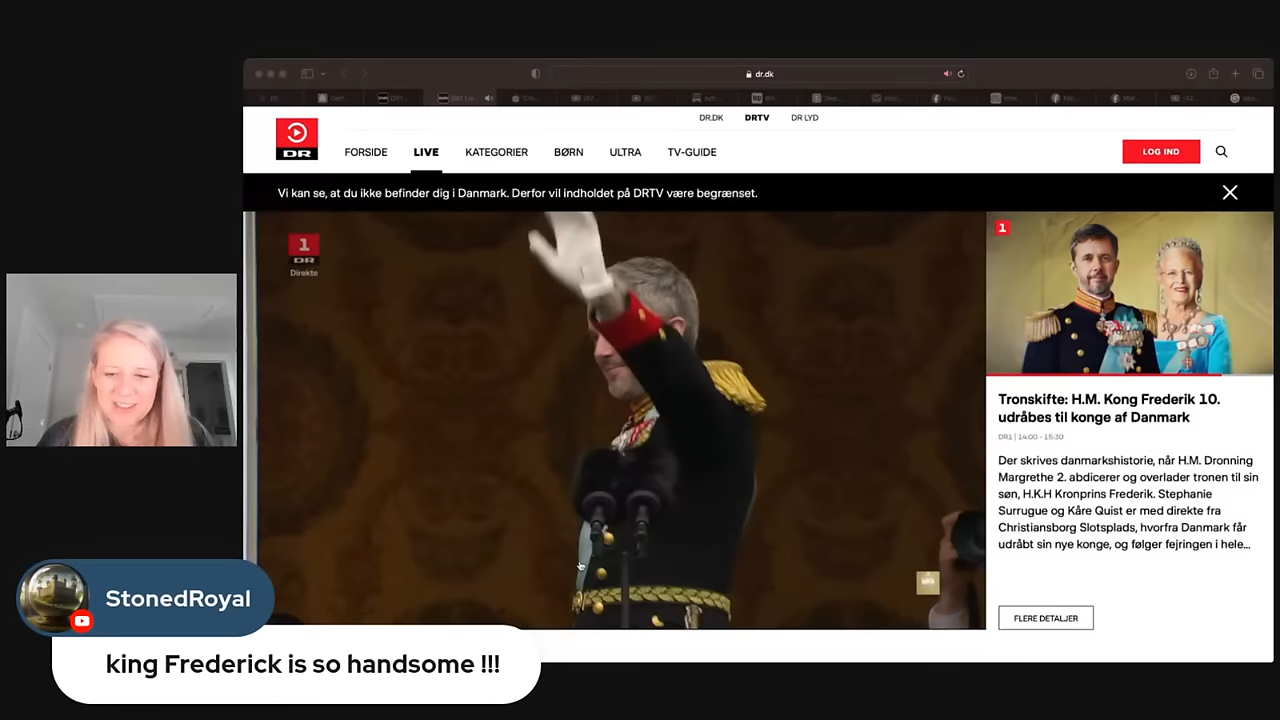 dr.dk
DR.DK DRTV DR LYD
DR
FORSIDE LIVE KATEGORIER BØRN ULTRA TV-GUIDE
LOG IND
Vi kan se, at du ikke befinder dig i Danmark. Derfor vil indholdet på DRTV være begrænset.
1
DR
Direkte
1
Tronskifte: H.M. Kong Frederik 10.
udråbes til konge af Danmark
DR1 | 14:00 - 15:30
Der skrives danmarkshistorie, når H.M. Dronning
Margrethe 2. abdicerer og overlader tronen til sin
søn, H.K.H Kronprins Frederik. Stephanie
Surrugue og Kåre Quist er med direkte fra
Christiansborg Slotsplads, hvorfra Danmark får
udråbt sin nye konge, og følger fejringen i hele...
FLERE DETALJER
StonedRoyal
king Frederick is so handsome !!!